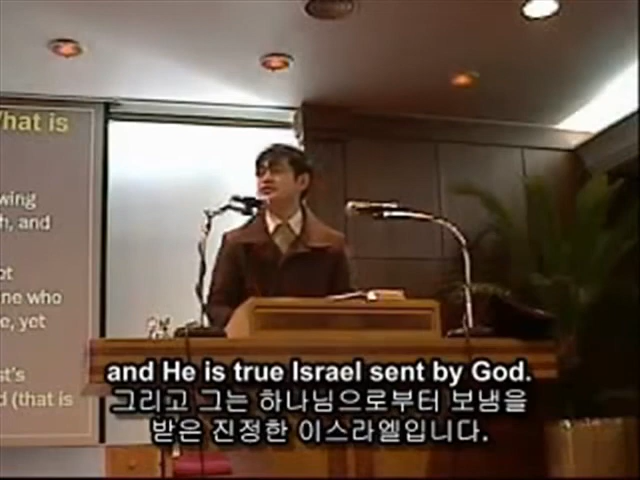 hat is
wing
h, and
ot
ne who
e, yet
st's
d (that is
and He is true Israel sent by God.
그리고 그는 하나님으로부터 보냄을
받은 진정한 이스라엘입니다.